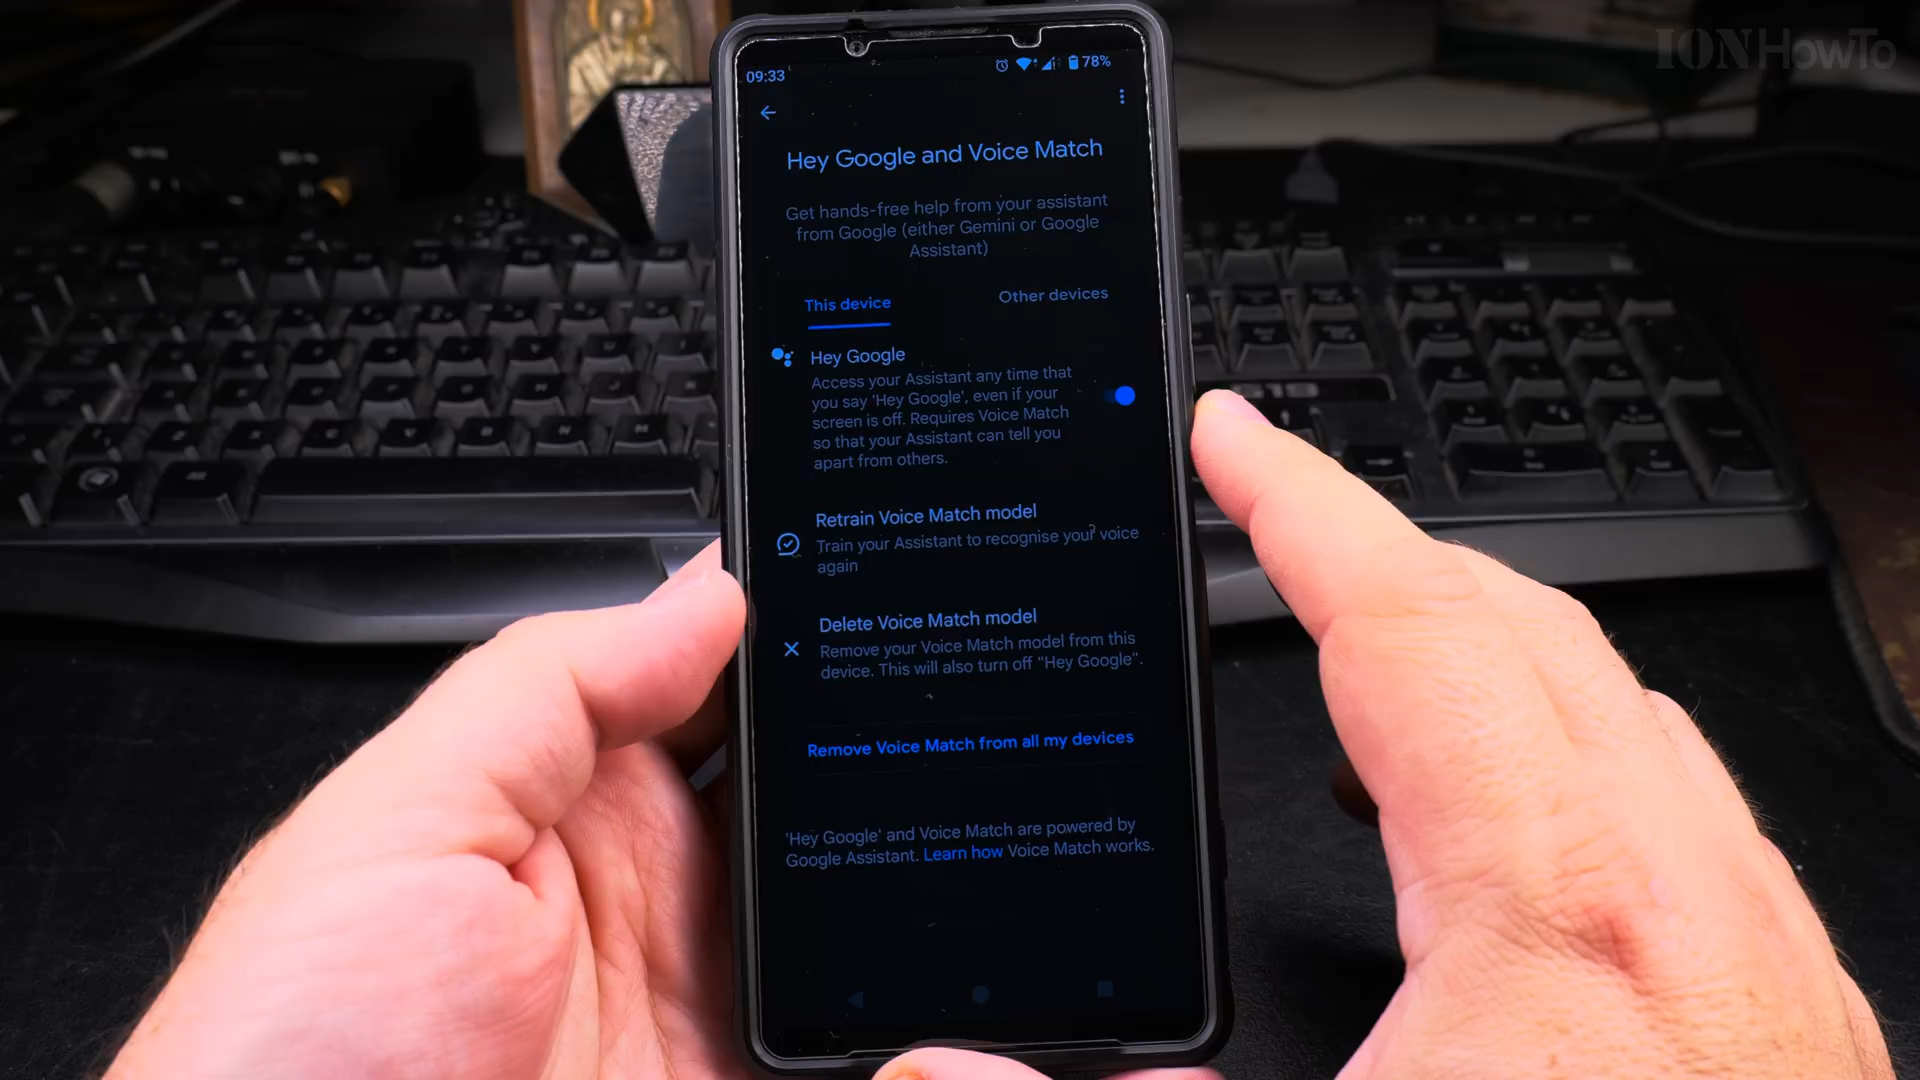 IONHowTo
09:33
78%
Hey Google and Voice Match
Get hands-free help from your assistant
from Google (either Gemini or Google
Assistant)
This device
Other devices
Hey Google
Access your Assistant any time that
you say 'Hey Google', even if your
screen is off. Requires Voice Match
so that your Assistant can tell you
apart from others.
Retrain Voice Match model
Train your Assistant to recognise your voice
again
Delete Voice Match model
Remove your Voice Match model from this
device. This will also turn off "Hey Google".
Remove Voice Match from all my devices
'Hey Google' and Voice Match are powered by
Google Assistant. Learn how Voice Match works.